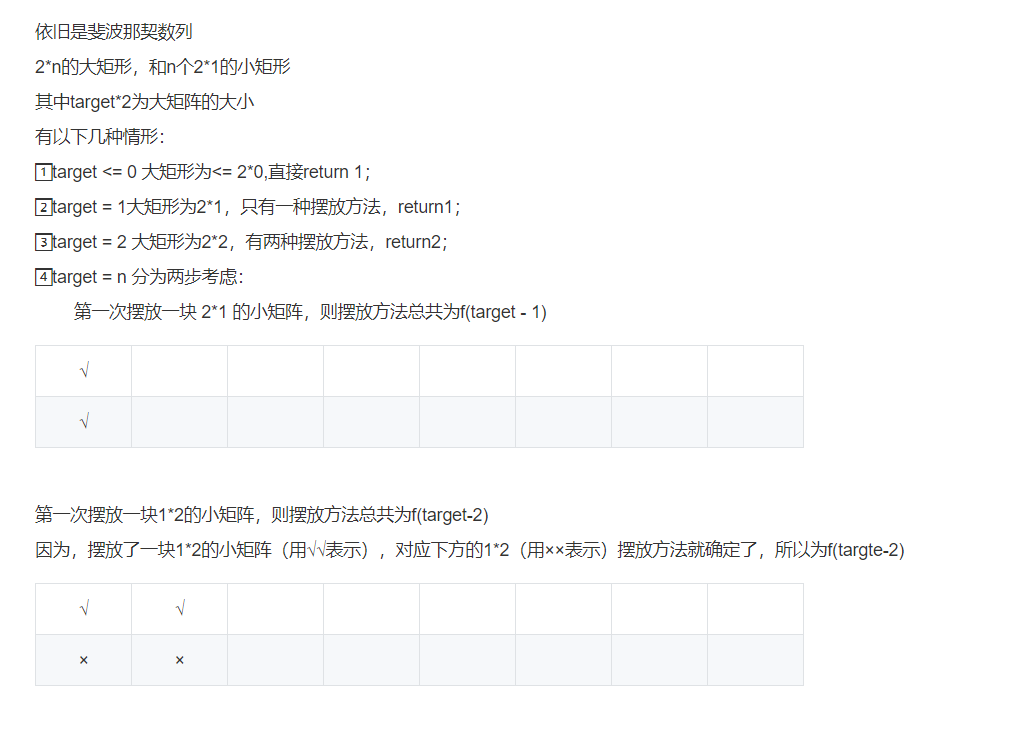 依旧是斐波那契数列
2*n的大矩形，和n个2*1的小矩形
其中target*2为大矩阵的大小
有以下几种情形：
1target <= 0 大矩形为<= 2*0,直接return 1；
2target = 1大矩形为2*1，只有一种摆放方法，return1；
3target = 2 大矩形为2*2，有两种摆放方法，return2；
4target = n 分为两步考虑：
第一次摆放一块 2*1 的小矩阵，则摆放方法总共为f(target - 1)
√
√
第一次摆放一块1*2的小矩阵，则摆放方法总共为f(target-2)
因为，摆放了一块1*2的小矩阵（用√√表示），对应下方的1*2（用××表示）摆放方法就确定了，所以为f(targte-2)
√ √
× ×